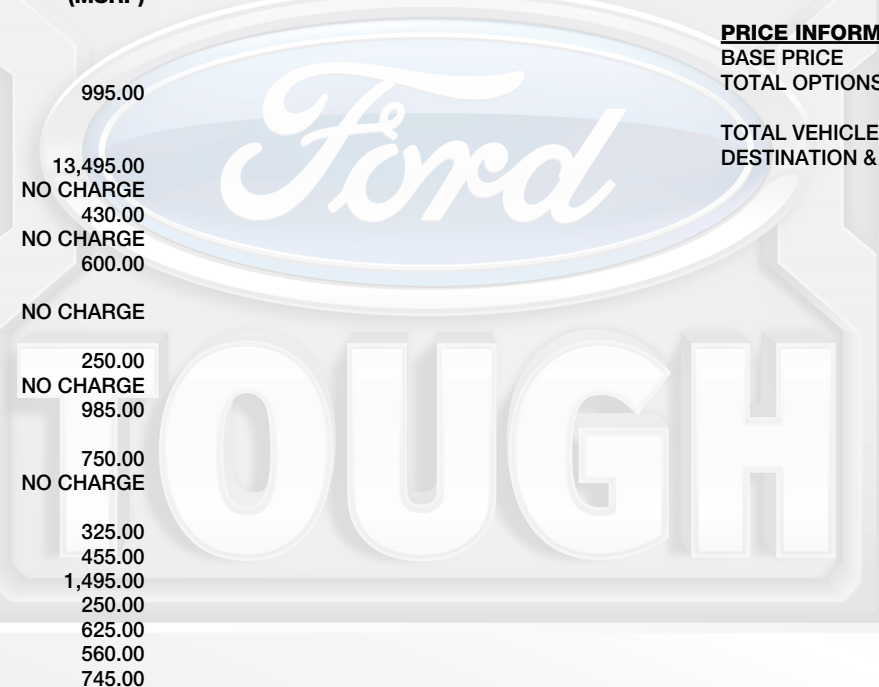 (MSRP)
995.00
13,495.00
NO CHARGE
430.00
NO CHARGE
600.00
NO CHARGE
250.00
NO CHARGE
985.00
750.00
NO CHARGE
325.00
455.00
1,495.00
250.00
625.00
560.00
745.00
PRICE INFORM
BASE PRICE
TOTAL OPTIONS
TOTAL VEHICLE
DESTINATION &
Ford
TOUGH